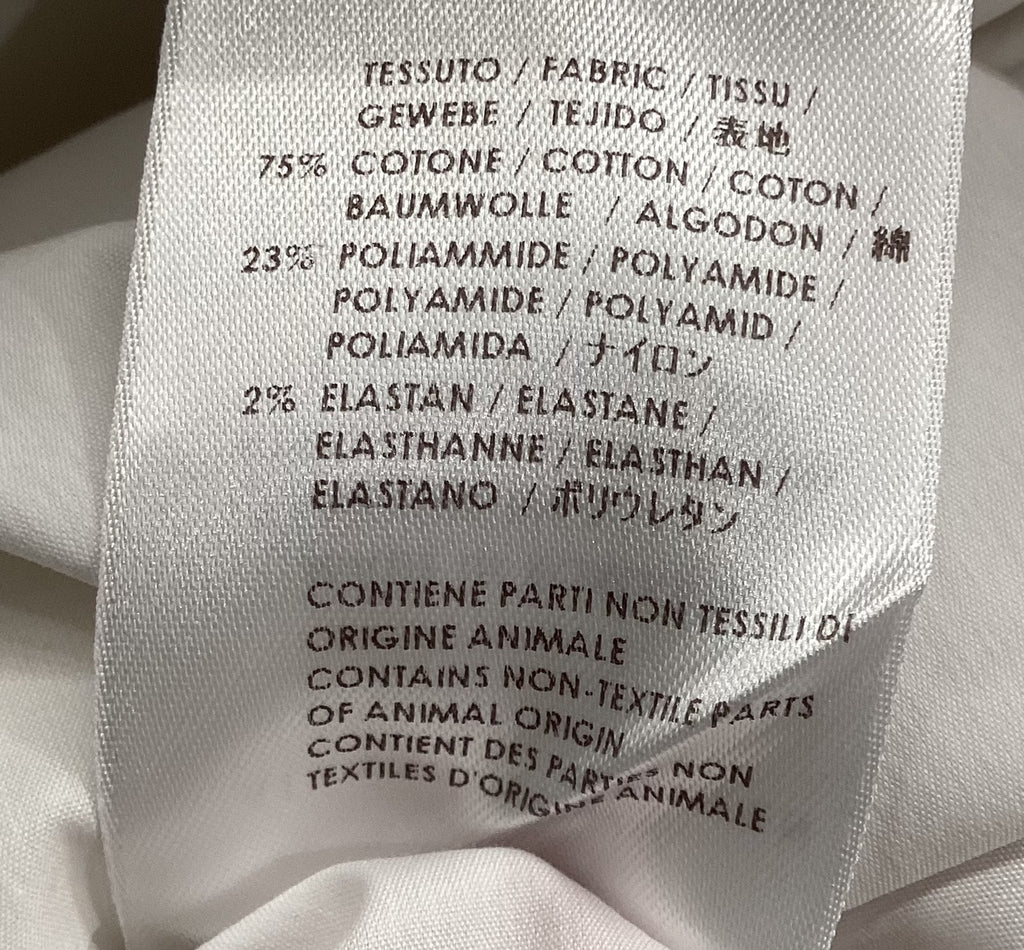 TESSUTO / FABRIC / TISSU /
GEWEBE / TEJIDO / 表地
75% COTONE / COTTON / COTON /
BAUMWOLLE / ALGODON / 綿
23% POLIAMMIDE / POLYAMIDE /
POLYAMIDE / POLYAMID /
POLIAMIDA / ナイロン
2% ELASTAN / ELASTANE /
ELASTHANNE / ELASTHAN /
ELASTANO / ポリウレタン
CONTIENE PARTI NON TESSILI DI
ORIGINE ANIMALE
CONTAINS NON-TEXTILE PARTS
OF ANIMAL ORIGIN
CONTIENT DES PARTIES NON
TEXTILES D'ORIGINE ANIMALE